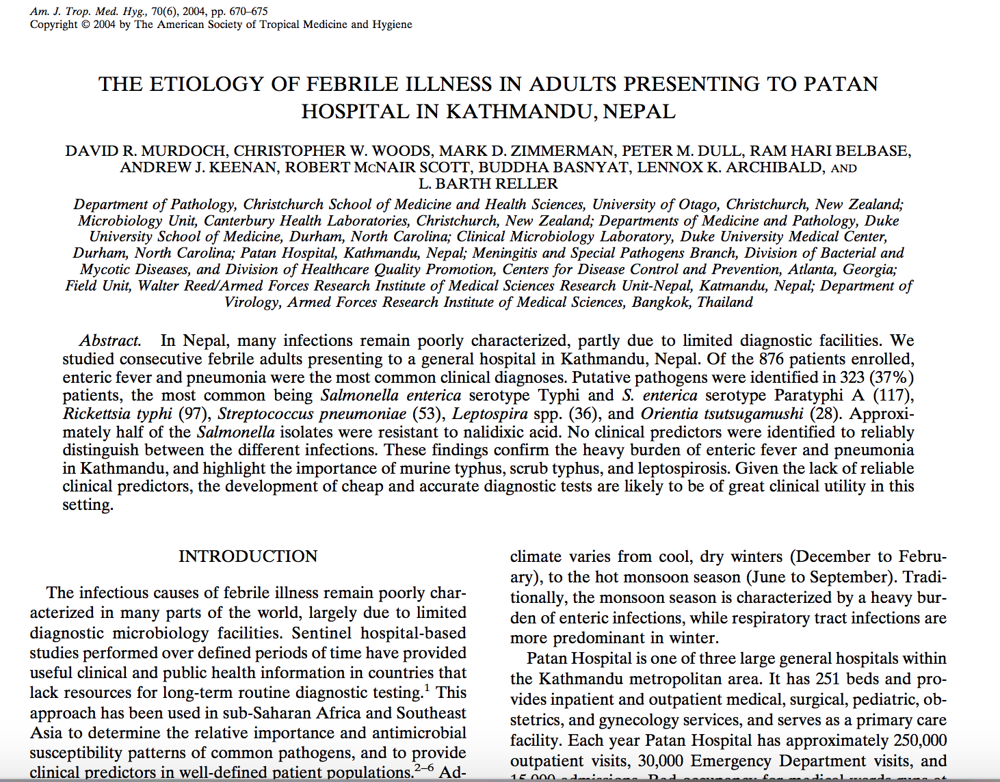 Am. J. Trop. Med. Hyg., 70(6), 2004, pp. 670–675
Copyright © 2004 by The American Society of Tropical Medicine and Hygiene
THE ETIOLOGY OF FEBRILE ILLNESS IN ADULTS PRESENTING TO PATAN
HOSPITAL IN KATHMANDU, NEPAL
DAVID R. MURDOCH, CHRISTOPHER W. WOODS, MARK D. ZIMMERMAN, PETER M. DULL, RAM HARI BELBASE,
ANDREW J. KEENAN, ROBERT MCNAIR SCOTT, BUDDHA BASNYAT, LENNOX K. ARCHIBALD, AND
L. BARTH RELLER
Department of Pathology, Christchurch School of Medicine and Health Sciences, University of Otago, Christchurch, New Zealand;
Microbiology Unit, Canterbury Health Laboratories, Christchurch, New Zealand; Departments of Medicine and Pathology, Duke
University School of Medicine, Durham, North Carolina; Clinical Microbiology Laboratory, Duke University Medical Center,
Durham, North Carolina; Patan Hospital, Kathmandu, Nepal; Meningitis and Special Pathogens Branch, Division of Bacterial and
Mycotic Diseases, and Division of Healthcare Quality Promotion, Centers for Disease Control and Prevention, Atlanta, Georgia;
Field Unit, Walter Reed/Armed Forces Research Institute of Medical Sciences Research Unit-Nepal, Katmandu, Nepal; Department of
Virology, Armed Forces Research Institute of Medical Sciences, Bangkok, Thailand
Abstract. In Nepal, many infections remain poorly characterized, partly due to limited diagnostic facilities. We
studied consecutive febrile adults presenting to a general hospital in Kathmandu, Nepal. Of the 876 patients enrolled,
enteric fever and pneumonia were the most common clinical diagnoses. Putative pathogens were identified in 323 (37%)
patients, the most common being Salmonella enterica serotype Typhi and S. enterica serotype Paratyphi A (117),
Rickettsia typhi (97), Streptococcus pneumoniae (53), Leptospira spp. (36), and Orientia tsutsugamushi (28). Approxi-
mately half of the Salmonella isolates were resistant to nalidixic acid. No clinical predictors were identified to reliably
distinguish between the different infections. These findings confirm the heavy burden of enteric fever and pneumonia
in Kathmandu, and highlight the importance of murine typhus, scrub typhus, and leptospirosis. Given the lack of reliable
clinical predictors, the development of cheap and accurate diagnostic tests are likely to be of great clinical utility in this
setting.
INTRODUCTION
The infectious causes of febrile illness remain poorly char-
acterized in many parts of the world, largely due to limited
diagnostic microbiology facilities. Sentinel hospital-based
studies performed over defined periods of time have provided
useful clinical and public health information in countries that
lack resources for long-term routine diagnostic testing.1 This
approach has been used in sub-Saharan Africa and Southeast
Asia to determine the relative importance and antimicrobial
susceptibility patterns of common pathogens, and to provide
clinical predictors in well-defined patient populations.2–6 Ad-
climate varies from cool, dry winters (December to Febru-
ary), to the hot monsoon season (June to September). Tradi-
tionally, the monsoon season is characterized by a heavy bur-
den of enteric infections, while respiratory tract infections are
more predominant in winter.
Patan Hospital is one of three large general hospitals within
the Kathmandu metropolitan area. It has 251 beds and pro-
vides inpatient and outpatient medical, surgical, pediatric, ob-
stetrics, and gynecology services, and serves as a primary care
facility. Each year Patan Hospital has approximately 250,000
outpatient visits, 30,000 Emergency Department visits, and